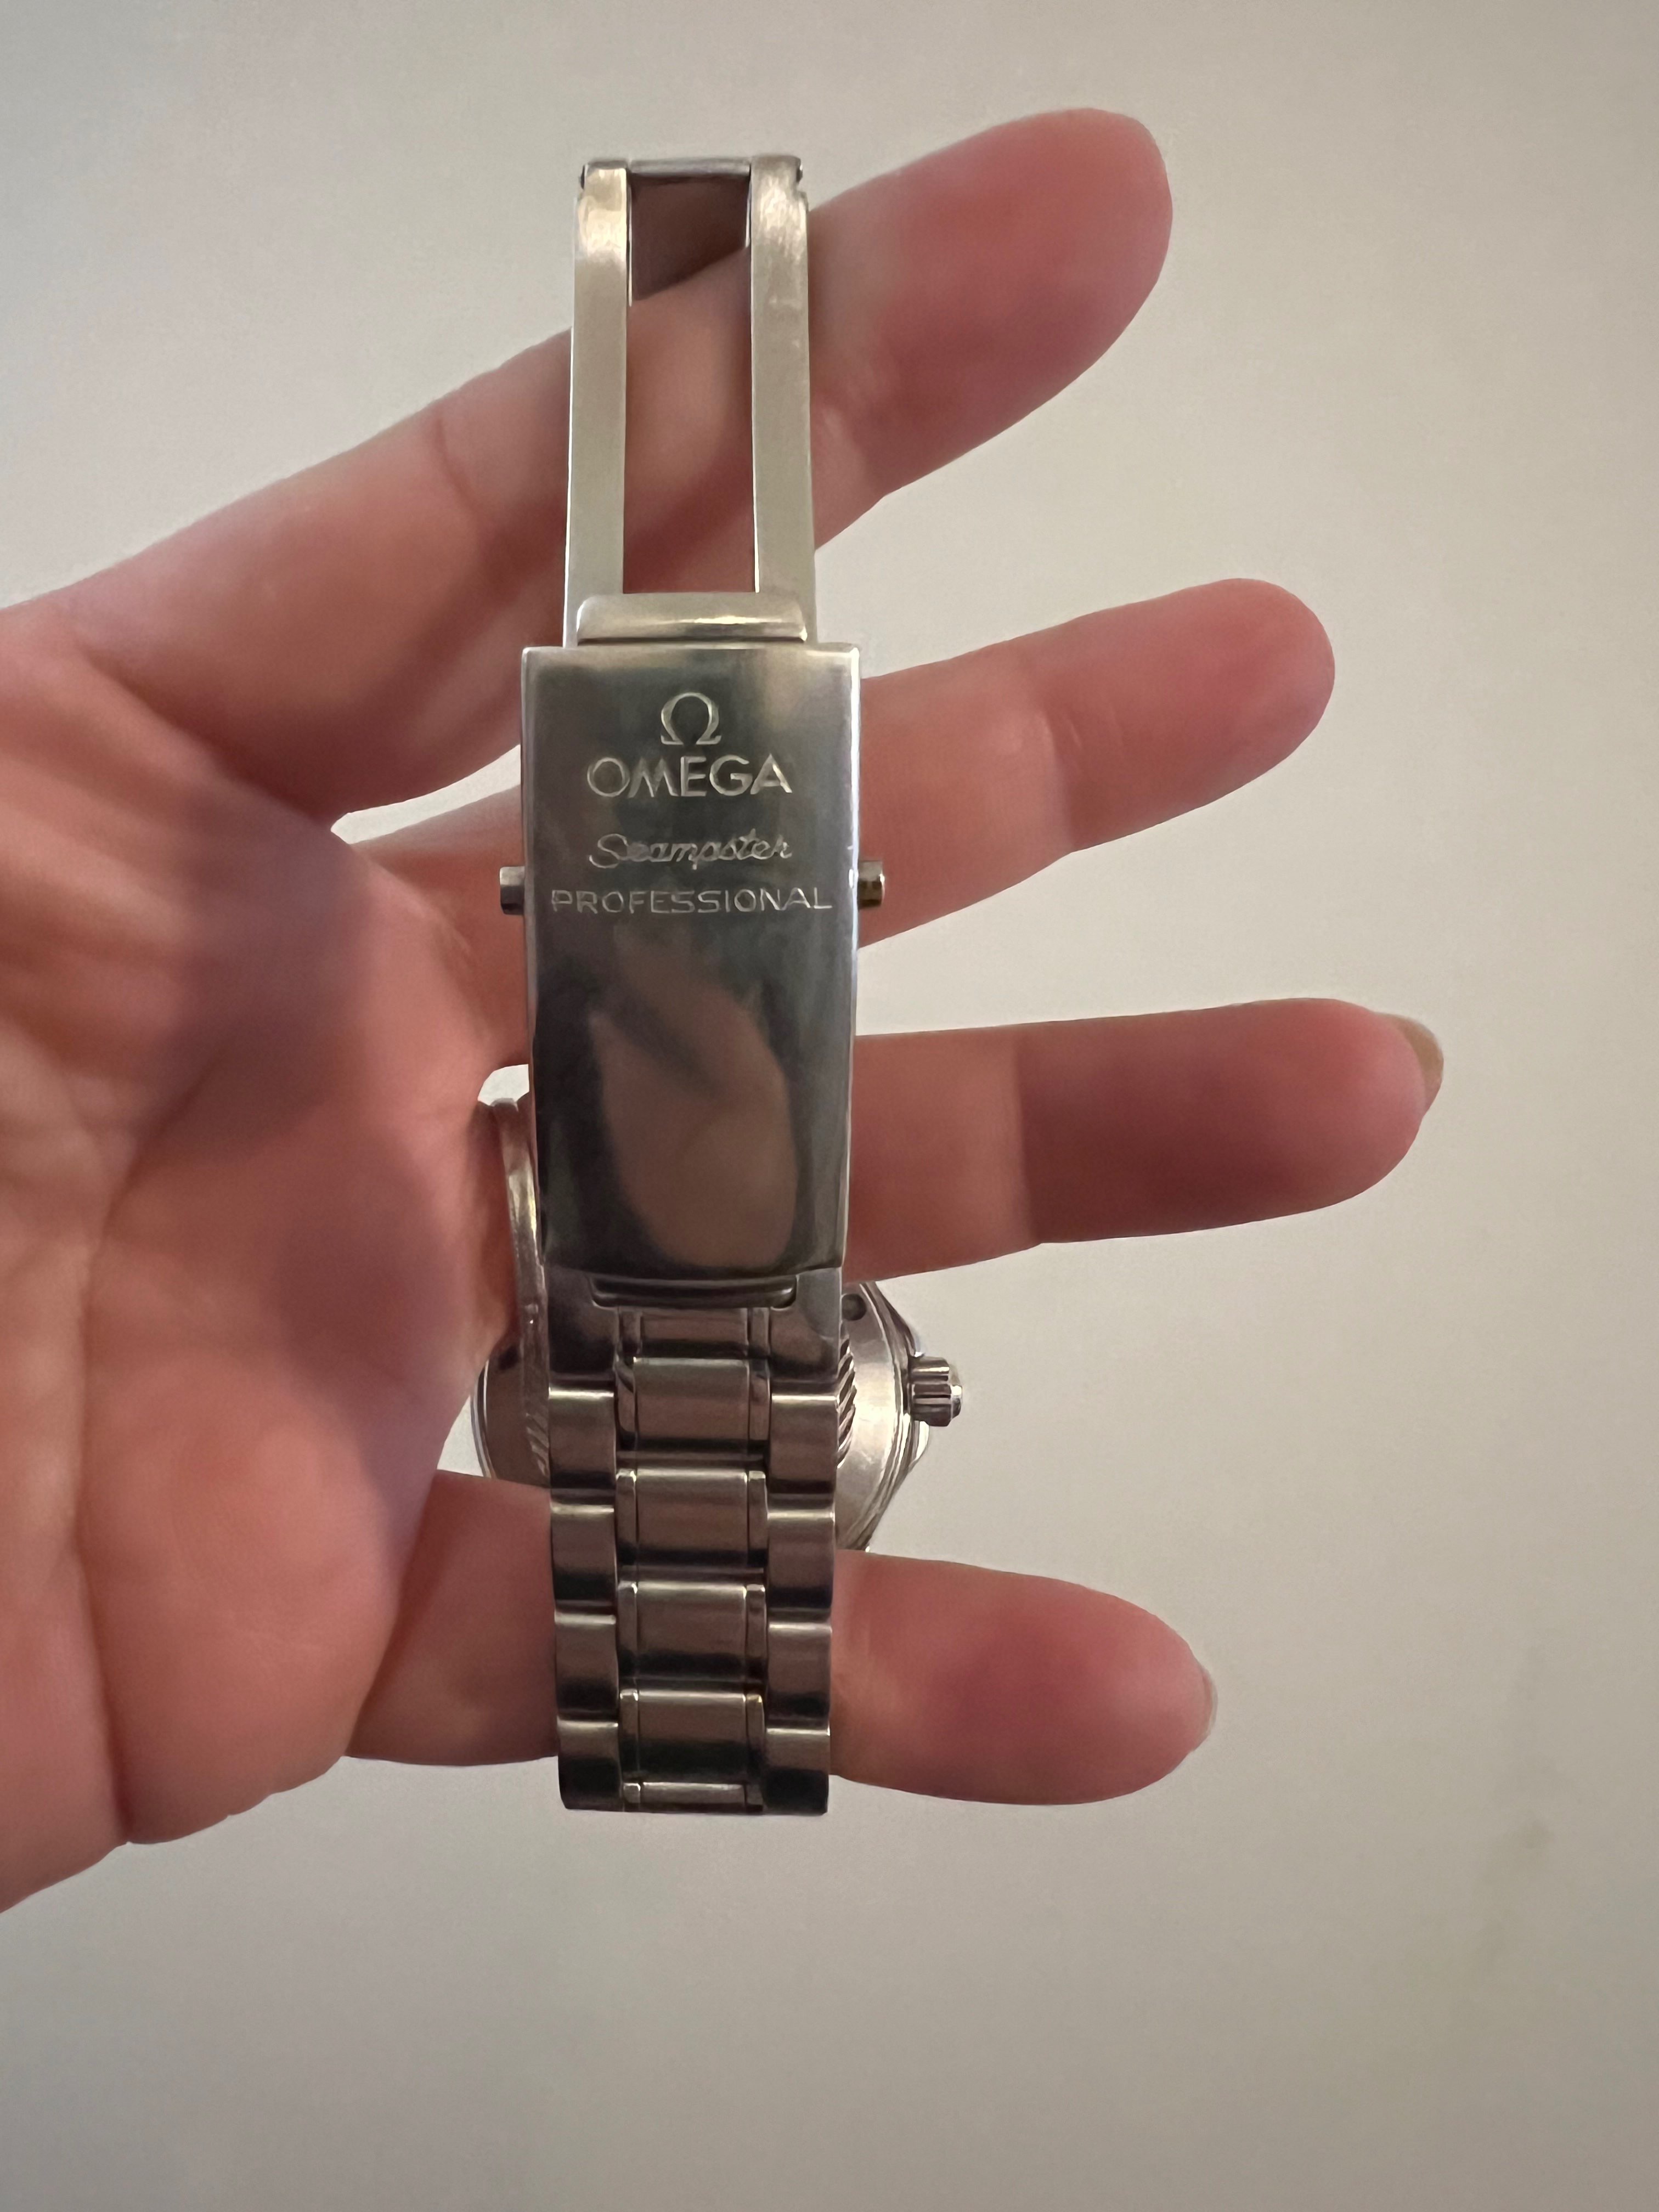 Ω
OMEGA
Seamaster
PROFESSIONAL